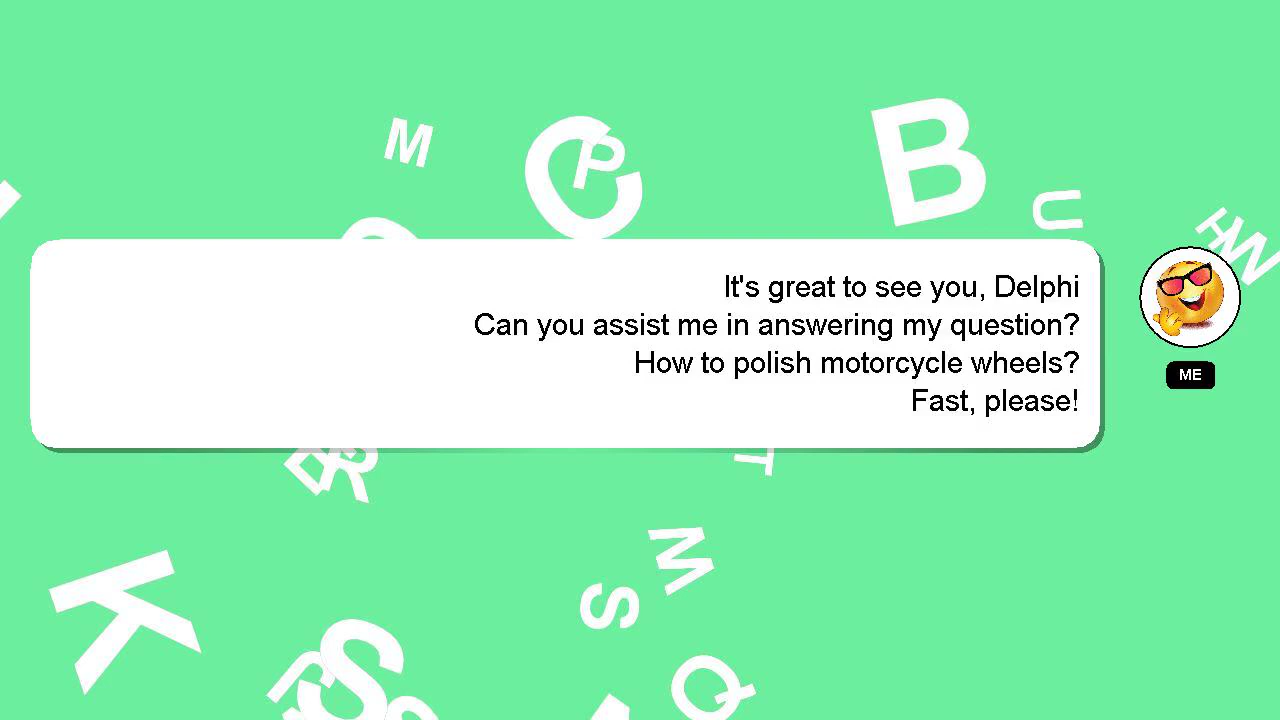 It's great to see you, Delphi
Can you assist me in answering my question?
How to polish motorcycle wheels?
Fast, please!
ME
M
C
P
B
U
H
W
R
T
K
M
S
S
Q